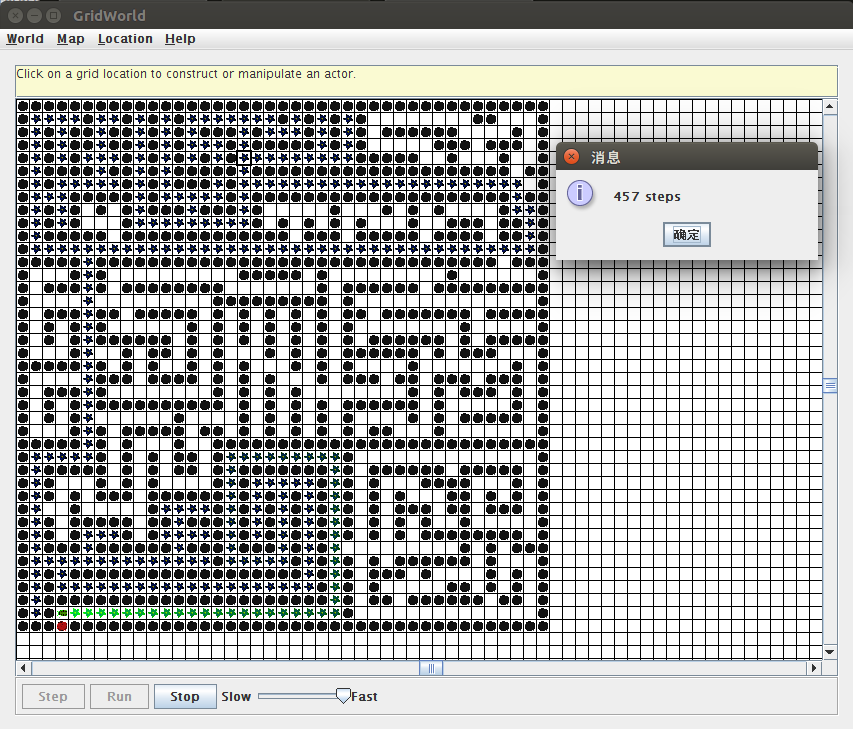 GridWorld
World Map Location Help
Click on a grid location to construct or manipulate an actor.
消息
457 steps
确定
Step Run Stop Slow Fast